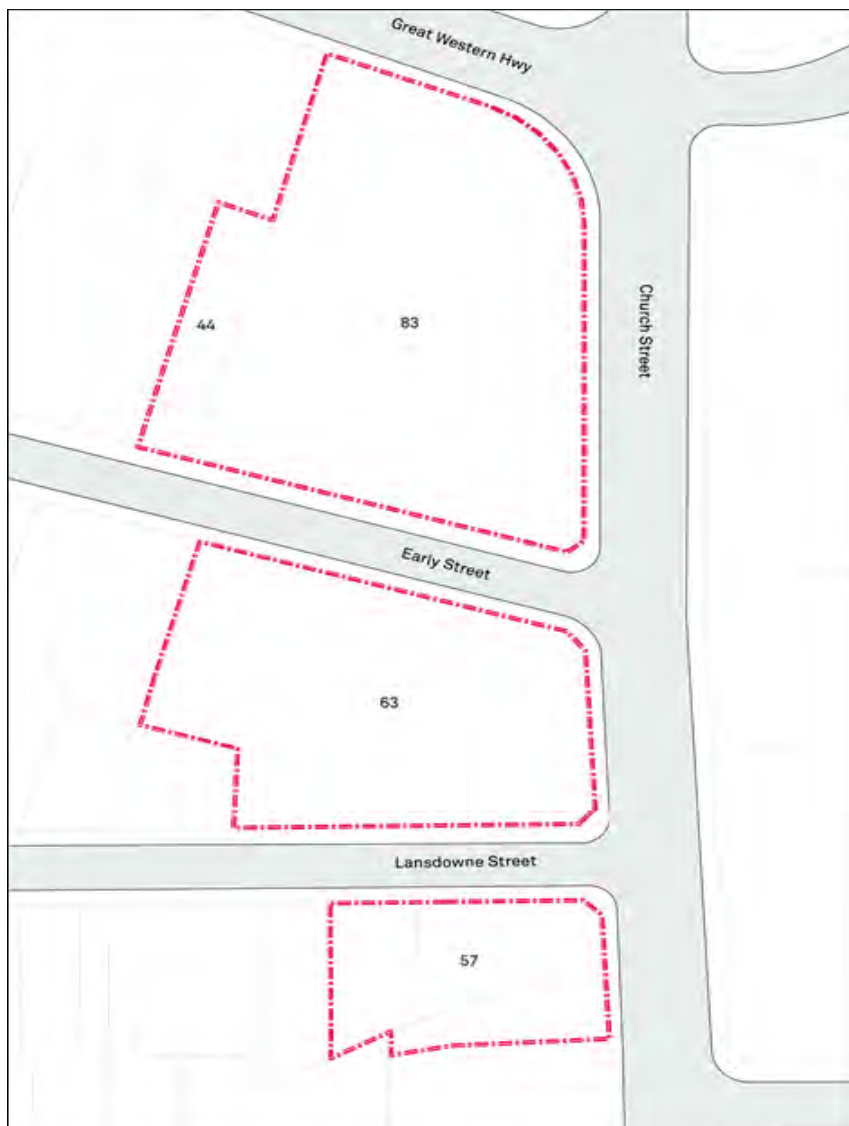 Great Western Hwy
Church Street
44
83
Early Street
63
Lansdowne Street
57